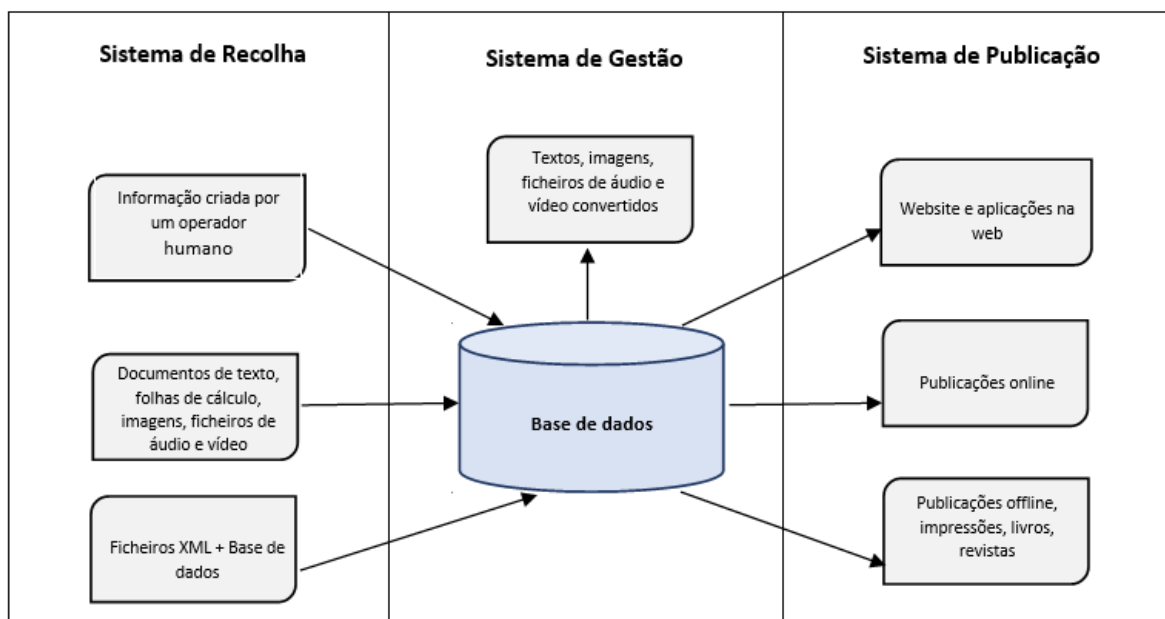 Sistema de Recolha
Informação criada por
um operador
humano
Documentos de texto,
folhas de cálculo,
imagens, ficheiros de
áudio e vídeo
Ficheiros XML + Base de
dados
Sistema de Gestão
Textos, imagens,
ficheiros de áudio e
vídeo convertidos
Base de dados
Sistema de Publicação
Website e aplicações na
web
Publicações online
Publicações offline,
impressões, livros,
revistas